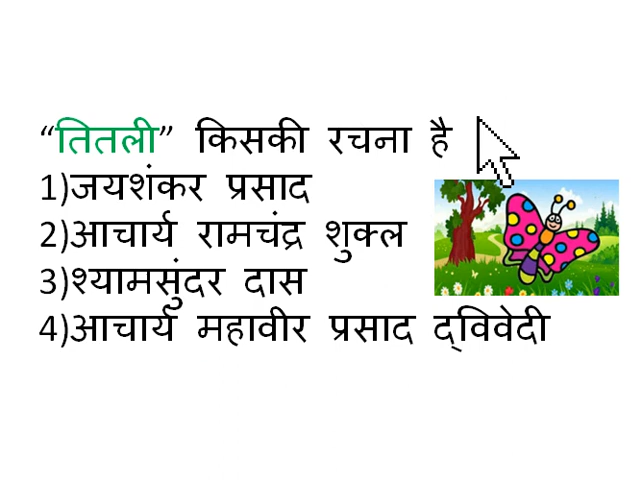 “तितली” किसकी रचना है
1)जयशंकर प्रसाद
2)आचार्य रामचंद्र शुक्ल
3)श्यामसुंदर दास
4)आचार्य महावीर प्रसाद द्विवेदी